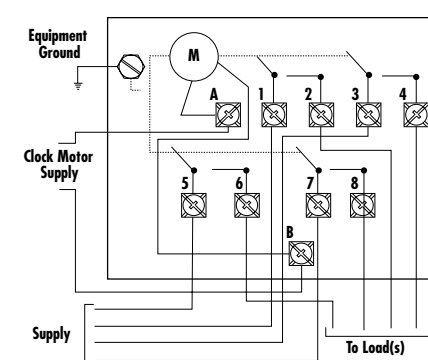 Equipment
Ground
M
A
1
2
3
4
Clock Motor
Supply
5
6
7
8
B
Supply
To Load(s)